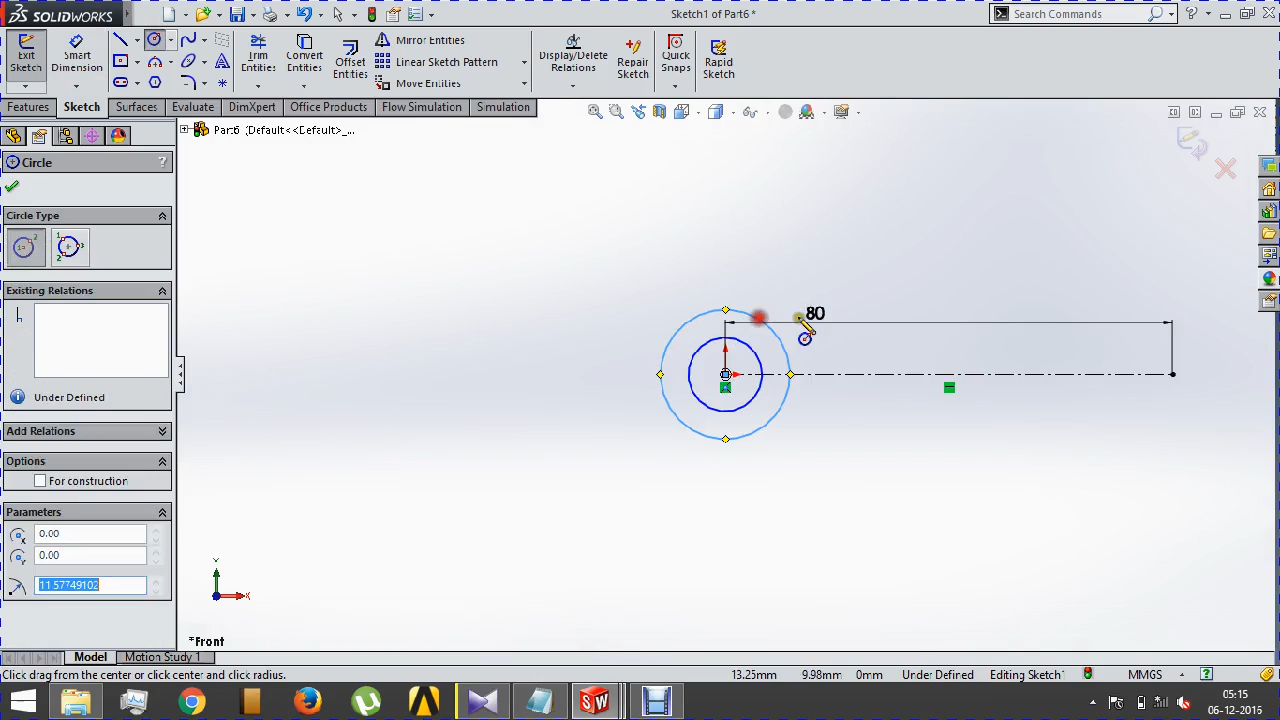 SOLIDWORKS
Sketch1 of Part6 *
Search Commands
Exit Sketch
Smart Dimension
Trim Entities
Convert Entities
Offset Entities
Mirror Entities
Linear Sketch Pattern
Move Entities
Display/Delete Relations
Repair Sketch
Quick Snaps
Rapid Sketch
Features
Sketch
Surfaces
Evaluate
DimXpert
Office Products
Flow Simulation
Simulation
Part6 (Default<<Default>_...
Circle
?
Circle Type
Existing Relations
Under Defined
Add Relations
Options
For construction
Parameters
0.00
0.00
11.57749102
80
Y
X
*Front
Model
Motion Study 1
Click drag from the center or click center and radius.
13.25mm
9.98mm
0mm
Under Defined
Editing Sketch1
MMGS
?
05:15
06-12-2016